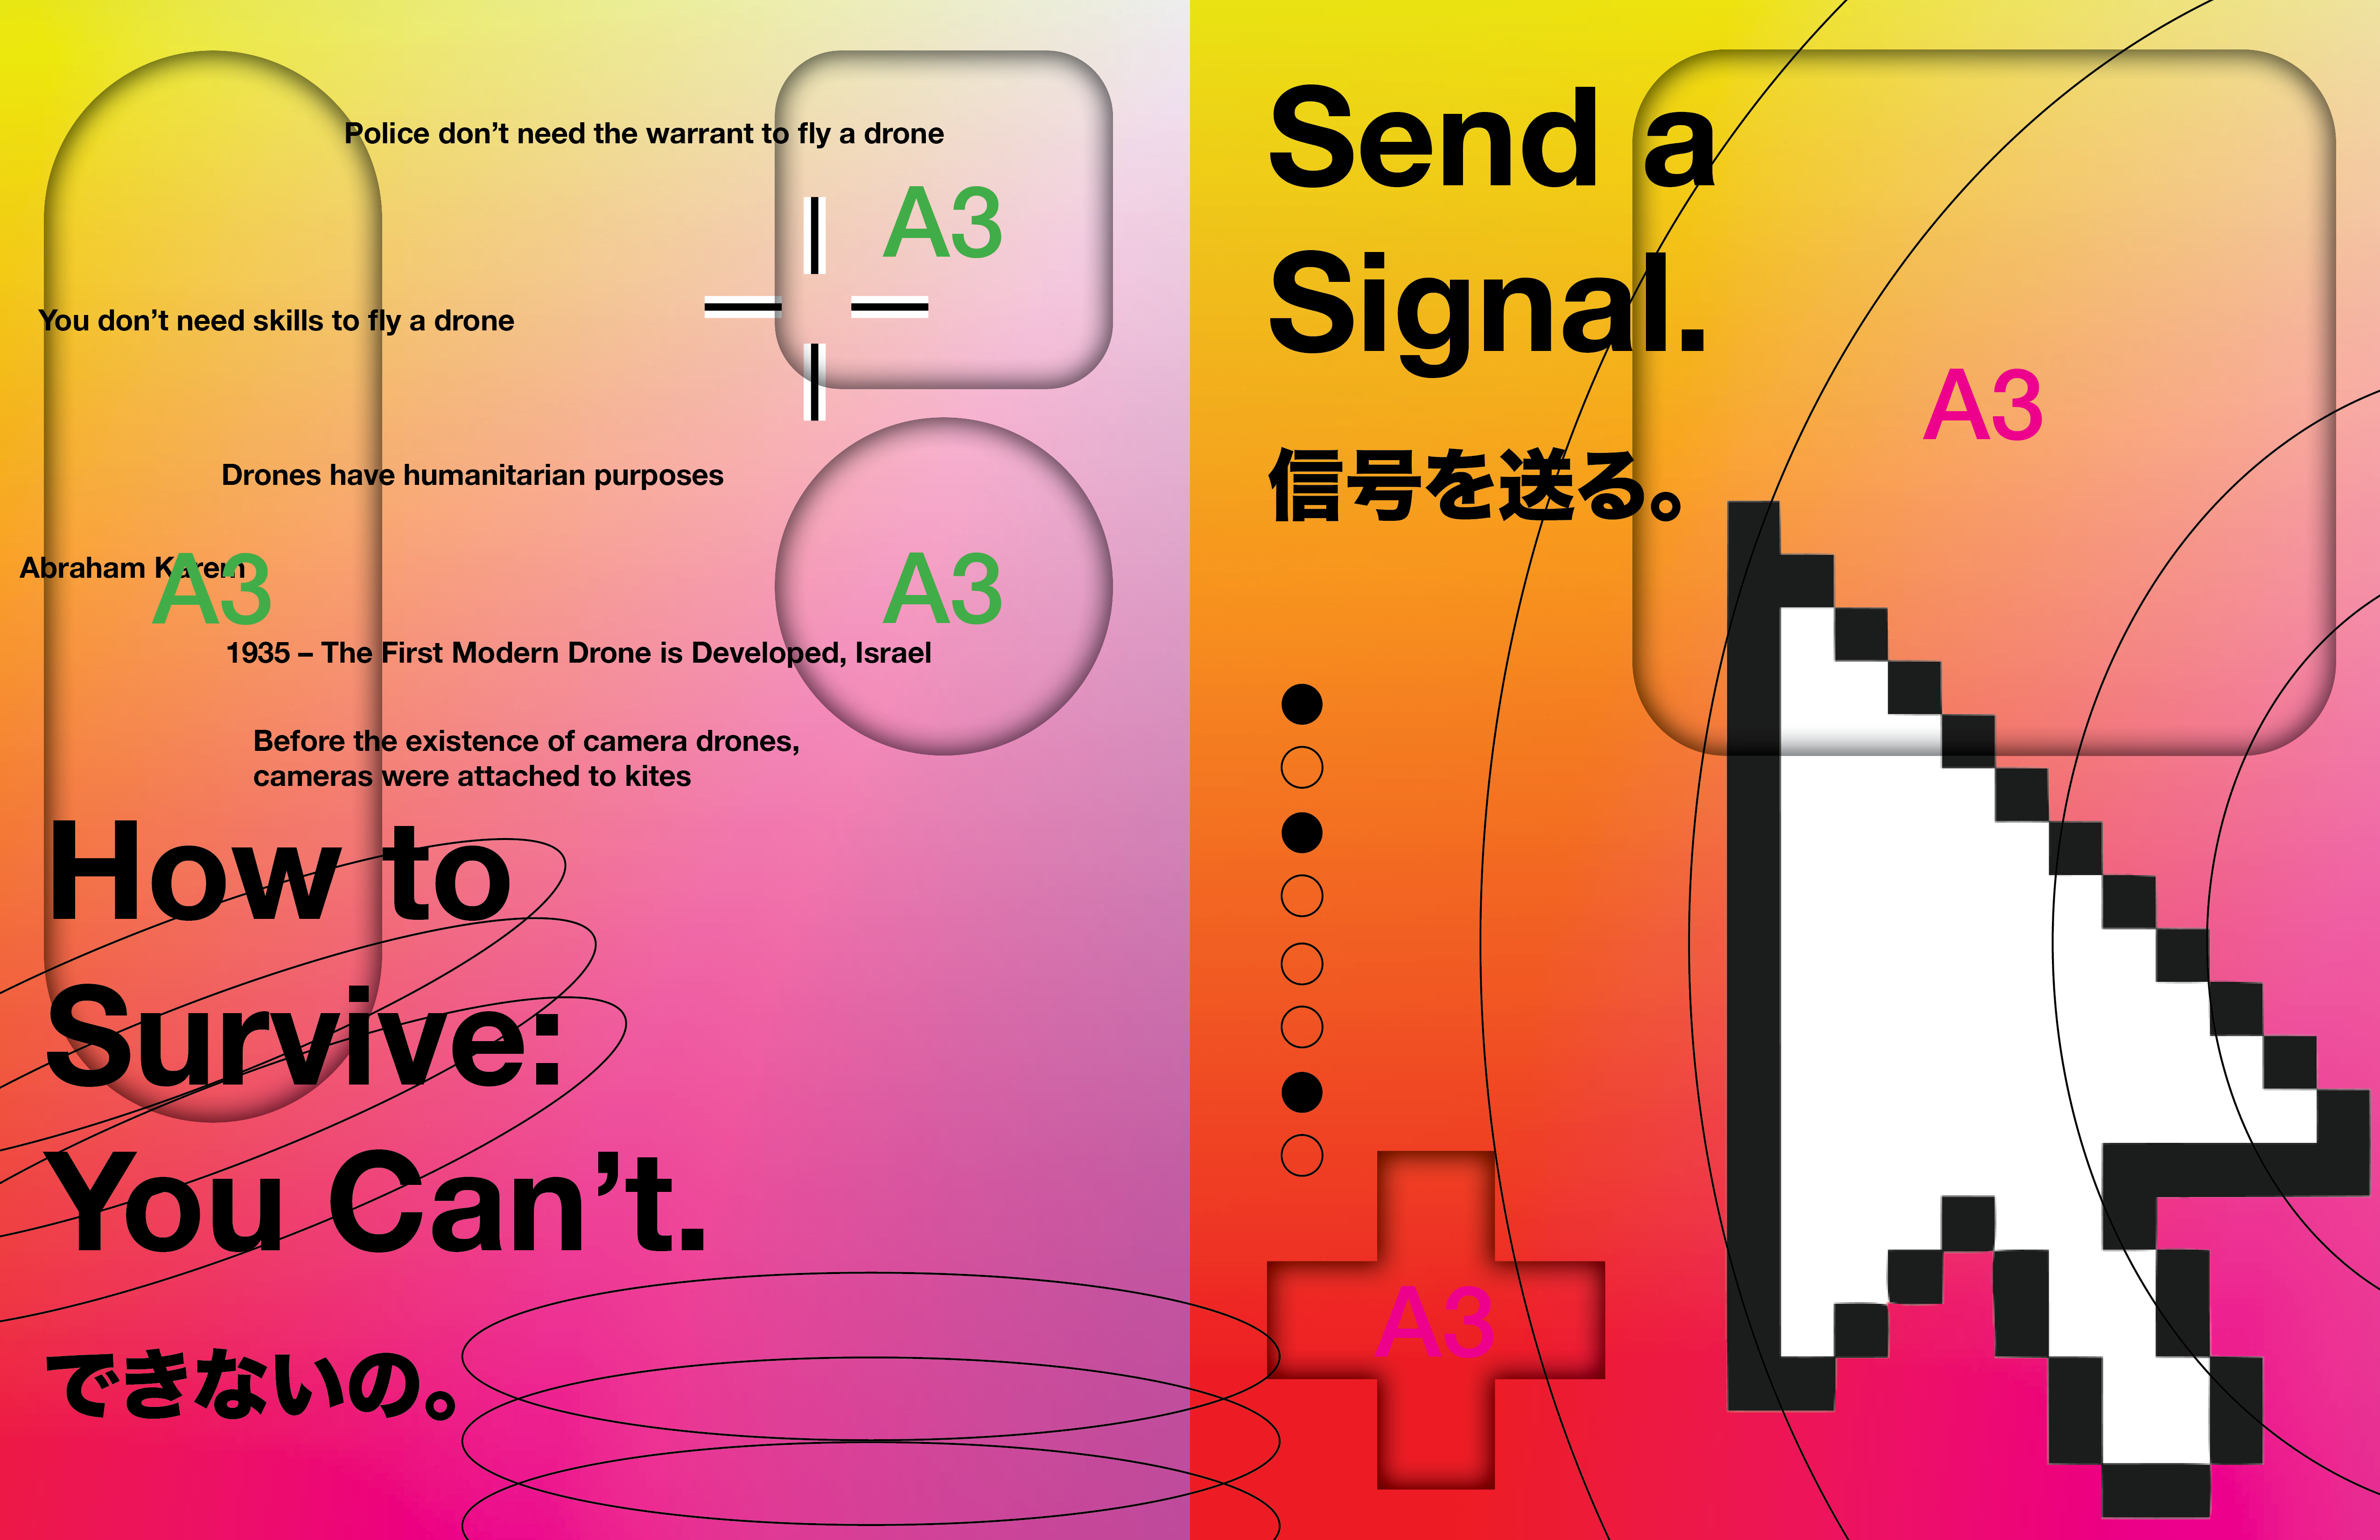 Police don’t need the warrant to fly a drone
A3
You don’t need skills to fly a drone
Drones have humanitarian purposes
Abraham Karem
A3
A3
1935 – The First Modern Drone is Developed, Israel
Before the existence of camera drones,
cameras were attached to kites
How to
Survive:
You Can’t.
できないの。
Send a
Signal.
A3
信号を送る。
A3